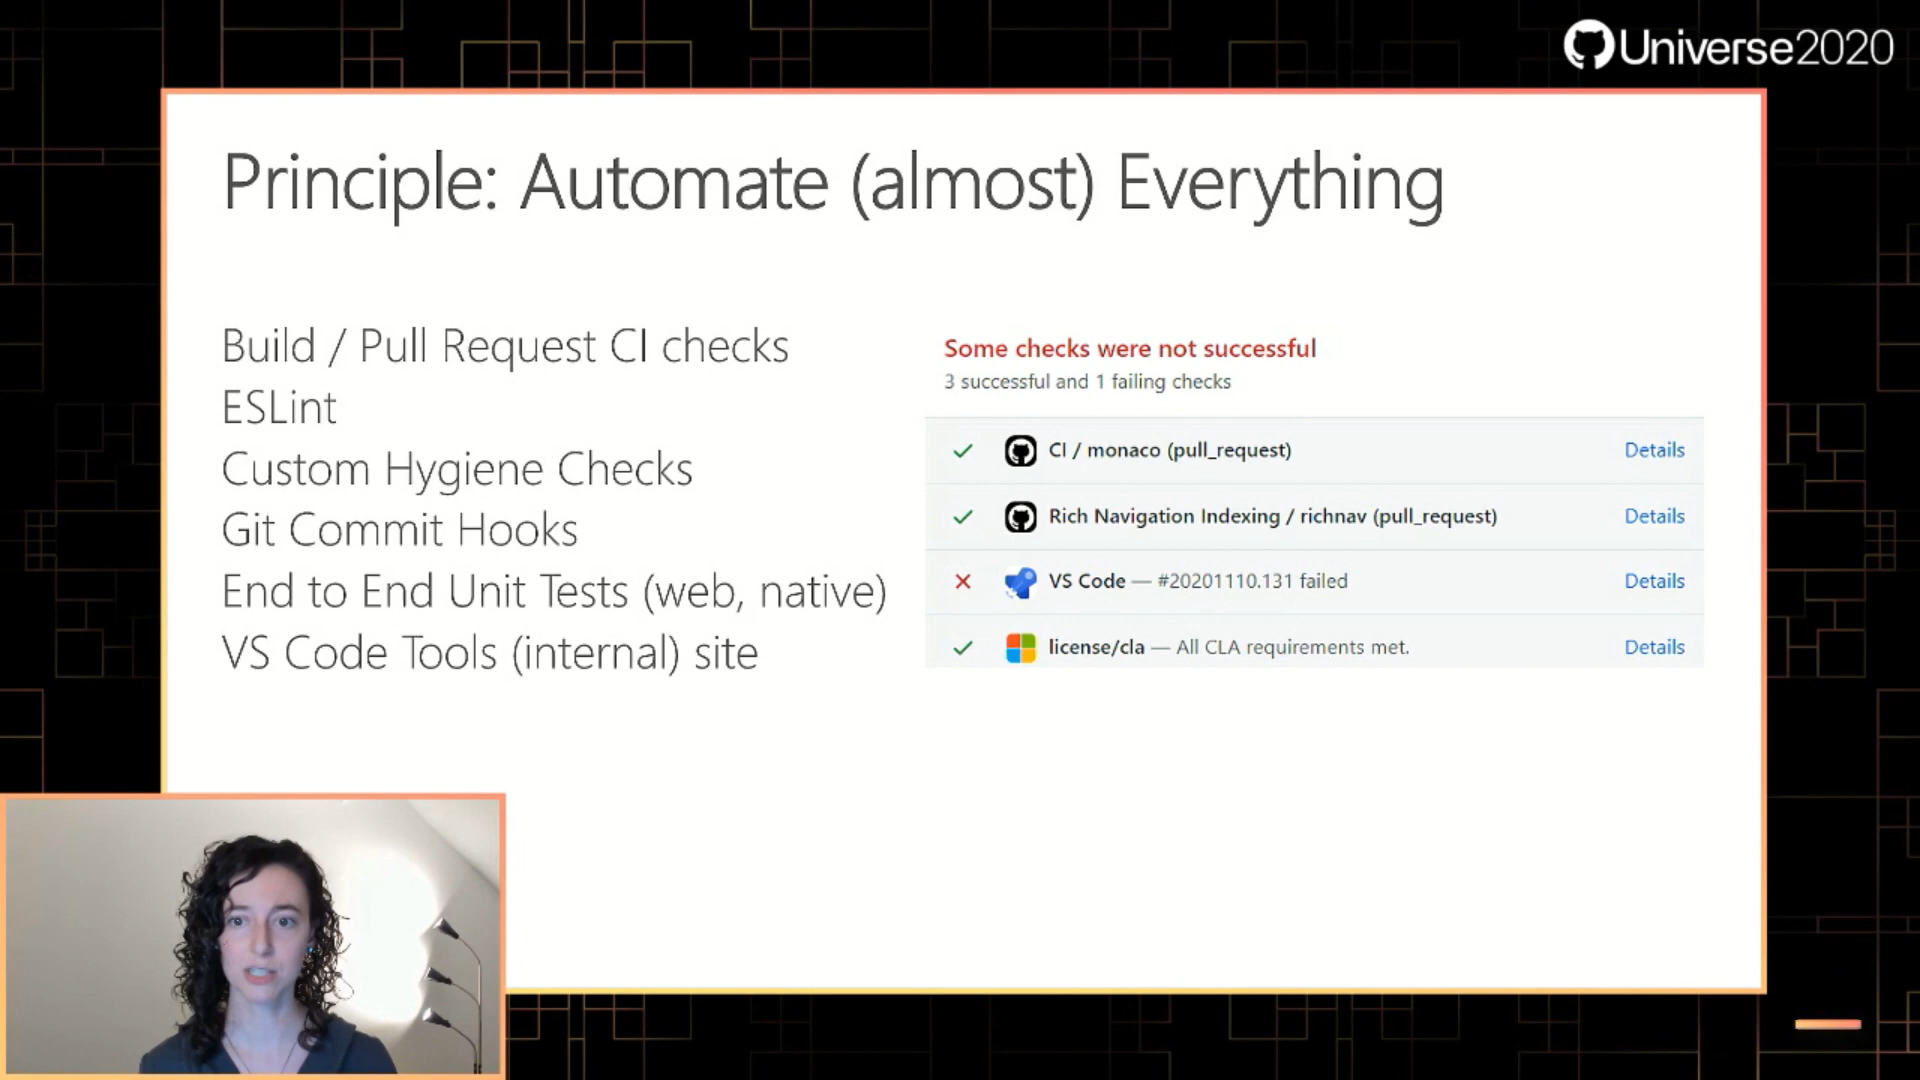 Universe2020
Principle: Automate (almost) Everything
Build / Pull Request CI checks
ESLint
Custom Hygiene Checks
Git Commit Hooks
End to End Unit Tests (web, native)
VS Code Tools (internal) site
Some checks were not successful
3 successful and 1 failing checks
CI / monaco (pull_request) Details
Rich Navigation Indexing / richnav (pull_request) Details
VS Code — #20201110.131 failed Details
license/cla — All CLA requirements met. Details